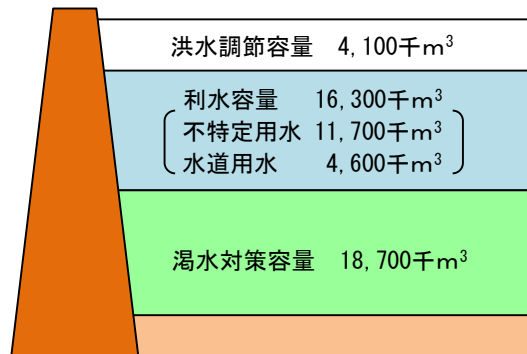 洪水調節容量 4,100千m³
利水容量 16,300千m³
不特定用水 11,700千m³
水道用水 4,600千m³
渇水対策容量 18,700千m³